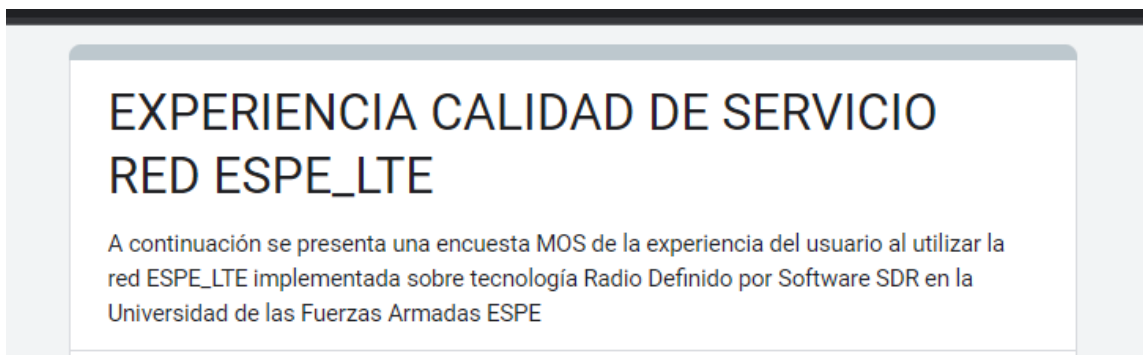 EXPERIENCIA CALIDAD DE SERVICIO
RED ESPE_LTE
A continuación se presenta una encuesta MOS de la experiencia del usuario al utilizar la
red ESPE_LTE implementada sobre tecnología Radio Definido por Software SDR en la
Universidad de las Fuerzas Armadas ESPE